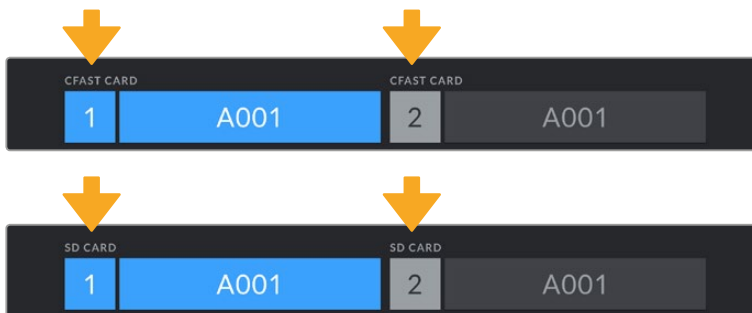 CFAST CARD CFAST CARD
1 A001 2 A001
SD CARD SD CARD
1 A001 2 A001